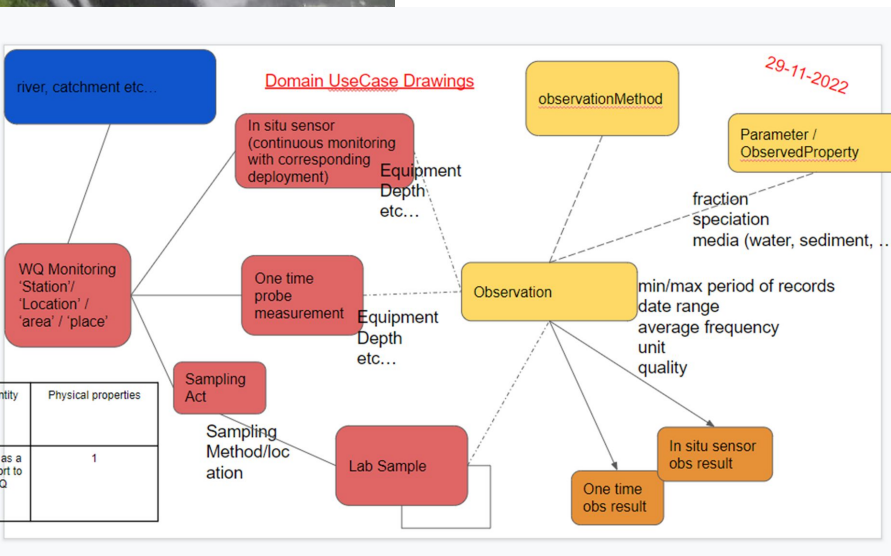 river, catchment etc...
Domain UseCase Drawings
29-11-2022
observationMethod
Parameter /
ObservedProperty
In situ sensor
(continuous monitoring
with corresponding
deployment)
Equipment
Depth
etc...
fraction
speciation
media (water, sediment, ...
WQ Monitoring
'Station'/
'Location' /
'area' / 'place'
One time
probe
measurement
Equipment
Depth
etc...
Observation
min/max period of records
date range
average frequency
unit
quality
Sampling
Act
Sampling
Method/loc
ation
Lab Sample
In situ sensor
obs result
One time
obs result
Physical properties
as a
1